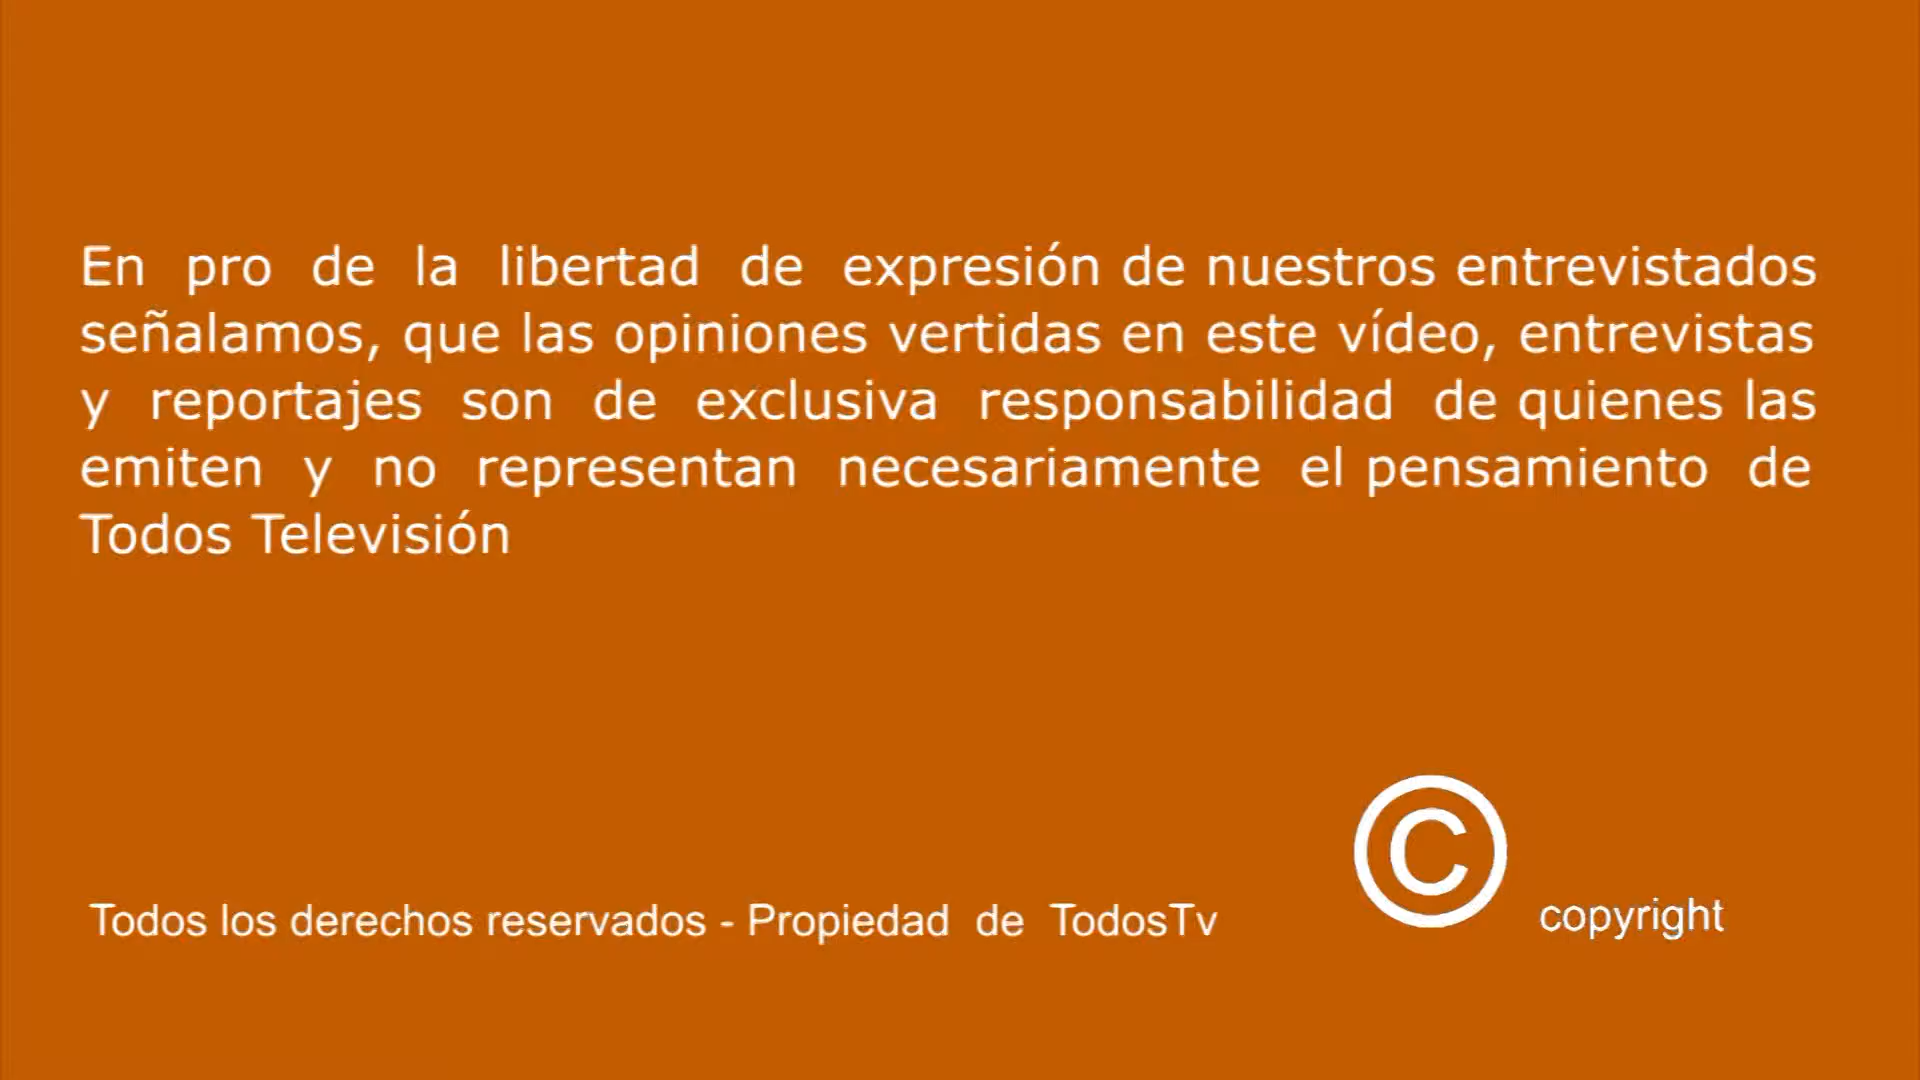 En pro de la libertad de expresión de nuestros entrevistados
señalamos, que las opiniones vertidas en este vídeo, entrevistas
y reportajes son de exclusiva responsabilidad de quienes las
emiten y no representan necesariamente el pensamiento de
Todos Televisión
Todos los derechos reservados - Propiedad de TodosTv
© copyright